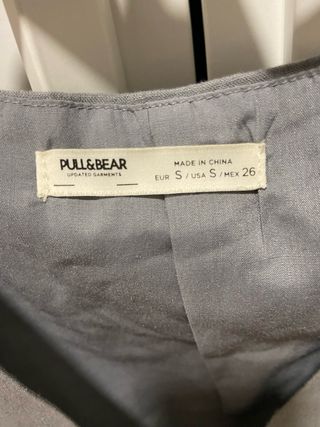 PULL&BEAR
UPDATED GARMENTS
MADE IN CHINA
EUR S / USA S / MEX 26